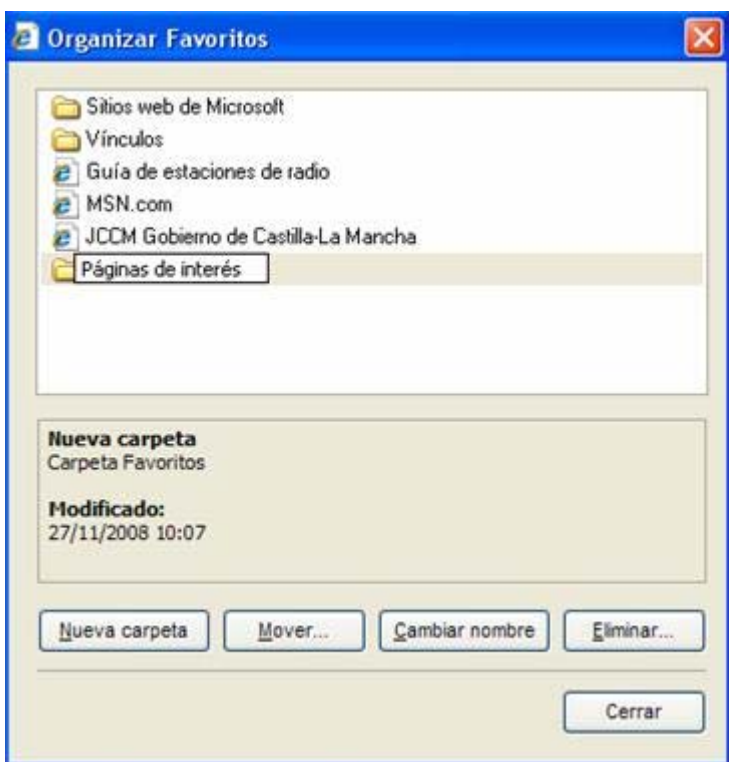 Organizar Favoritos
Sitios web de Microsoft
Vínculos
Guía de estaciones de radio
MSN.com
JCCM Gobierno de Castilla-La Mancha
Páginas de interés
Nueva carpeta
Carpeta Favoritos
Modificado:
27/11/2008 10:07
Nueva carpeta Mover... Cambiar nombre Eliminar...
Cerrar